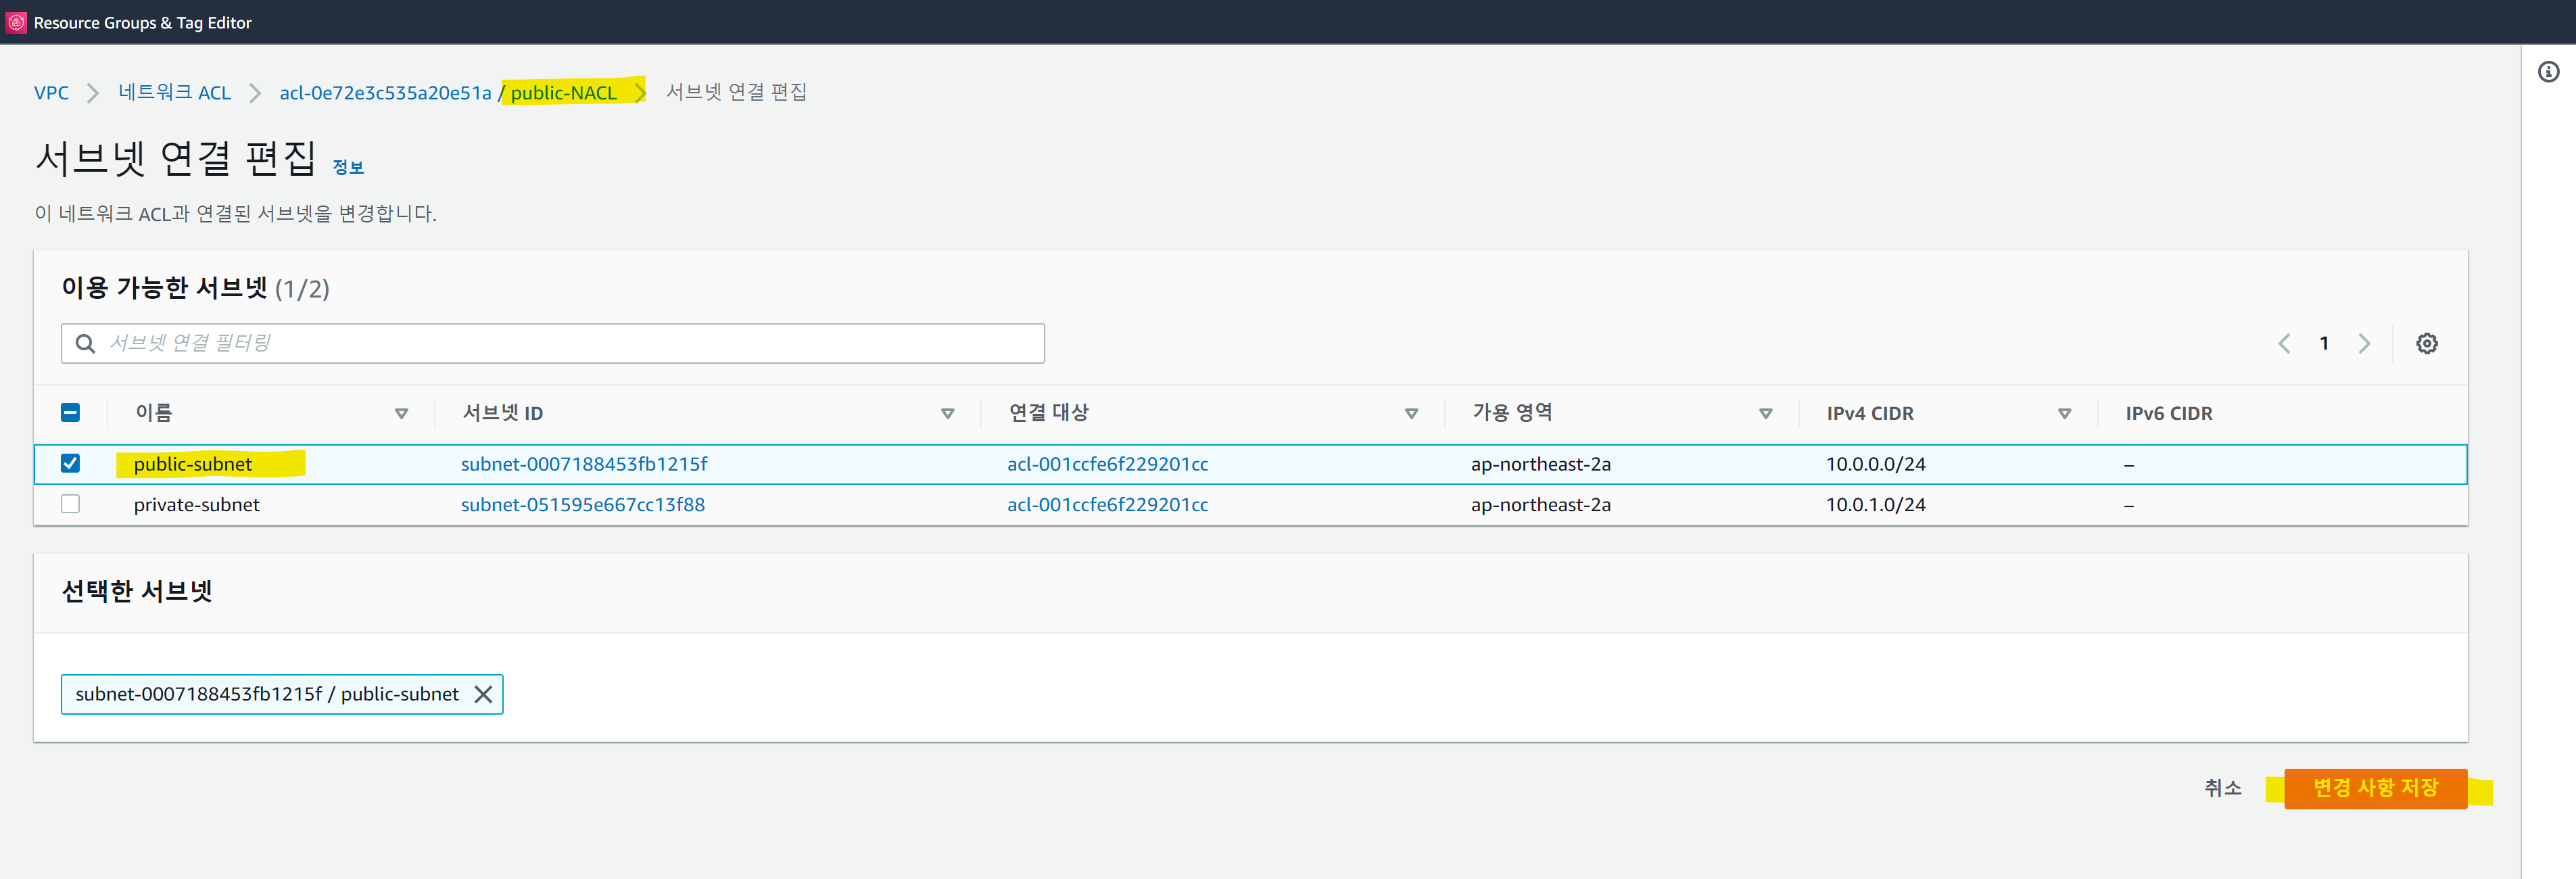 Resource Groups & Tag Editor
VPC 네트워크 ACL acl-0e72e3c535a20e51a / public-NACL 서브넷 연결 편집
서브넷 연결 편집 정보
이 네트워크 ACL과 연결된 서브넷을 변경합니다.
이용 가능한 서브넷 (1/2)
서브넷 연결 필터링
1
이름 서브넷 ID 연결 대상 가용 영역 IPv4 CIDR IPv6 CIDR
public-subnet subnet-0007188453fb1215f acl-001ccfe6f229201cc ap-northeast-2a 10.0.0.0/24 –
private-subnet subnet-051595e667cc13f88 acl-001ccfe6f229201cc ap-northeast-2a 10.0.1.0/24 –
선택한 서브넷
subnet-0007188453fb1215f / public-subnet
취소 변경 사항 저장